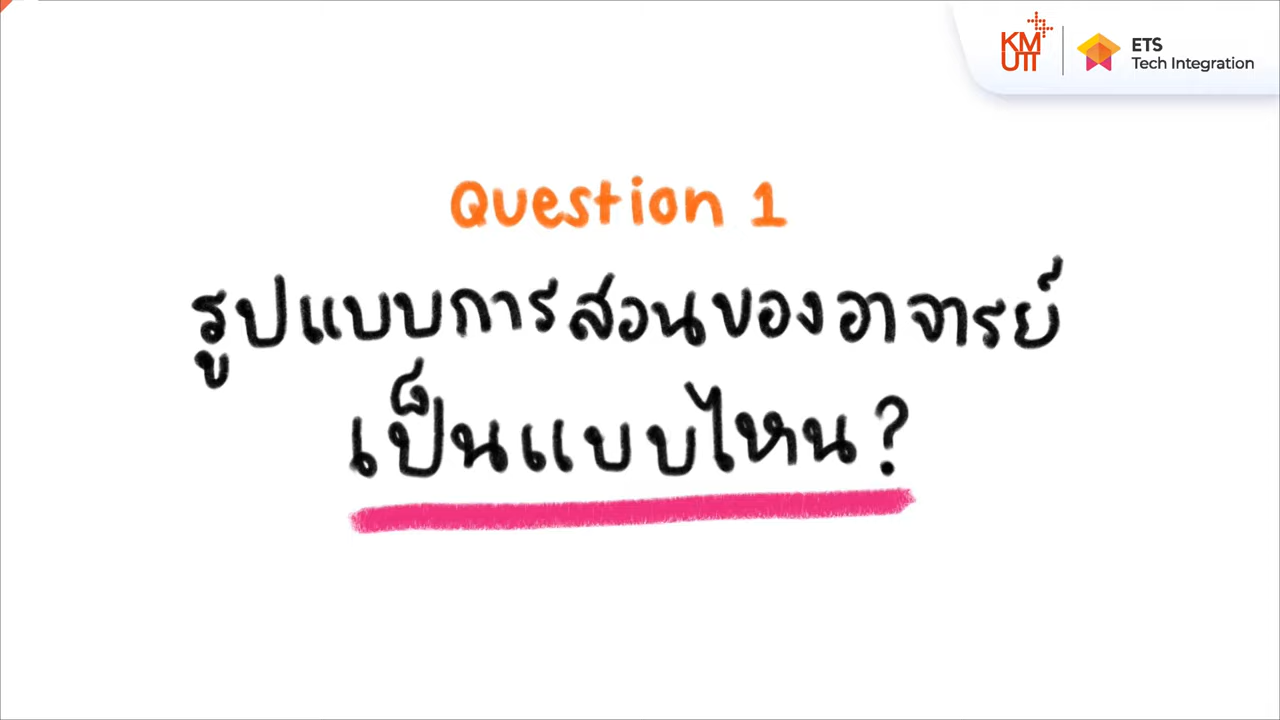 KMUTT
ETS
Tech Integration
Question 1
รูปแบบการสอนของอาจารย์
เป็นแบบไหน?